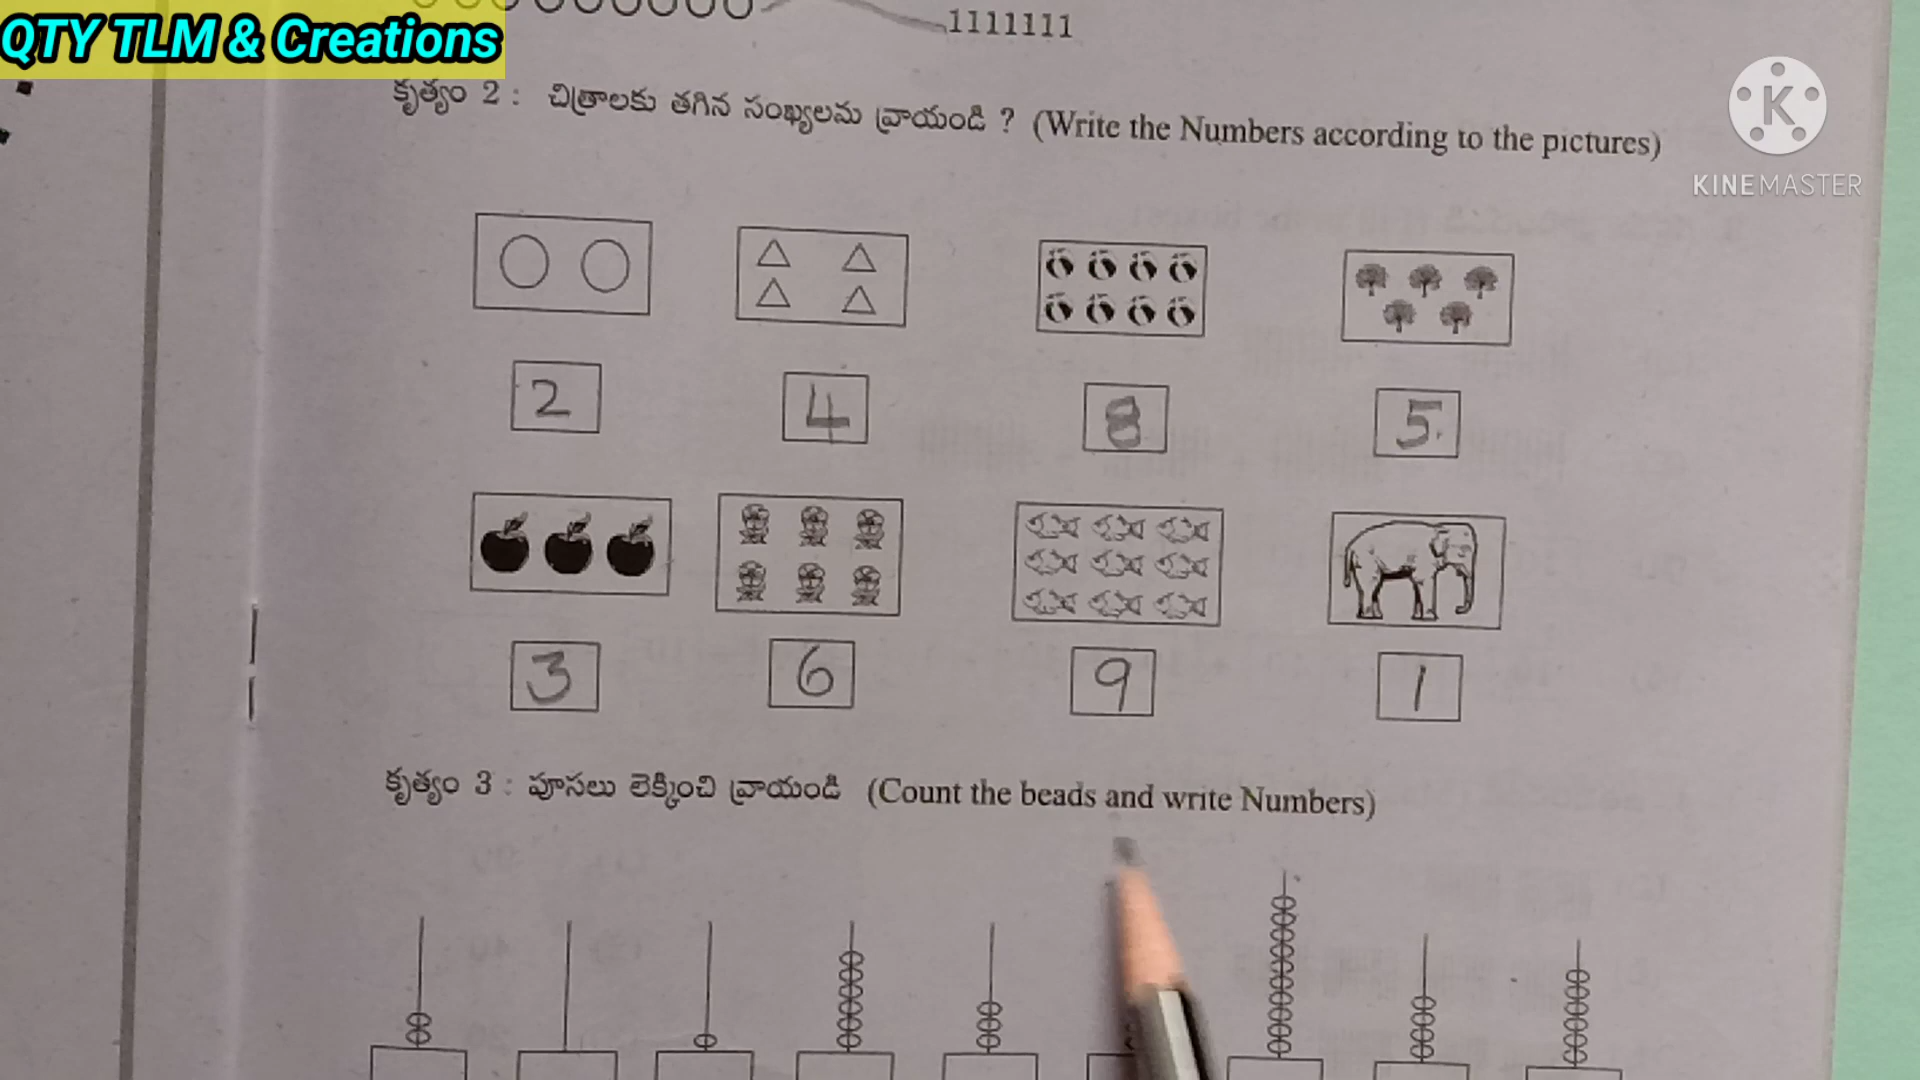 QTY TLM & Creations
1111111
కృత్యం 2 : చిత్రాలకు తగిన సంఖ్యలను వ్రాయండి ? (Write the Numbers according to the pictures)
K
KINEMASTER
2 4 8 5
3 6 9 1
కృత్యం 3 : పూసలు లెక్కించి వ్రాయండి (Count the beads and write Numbers)